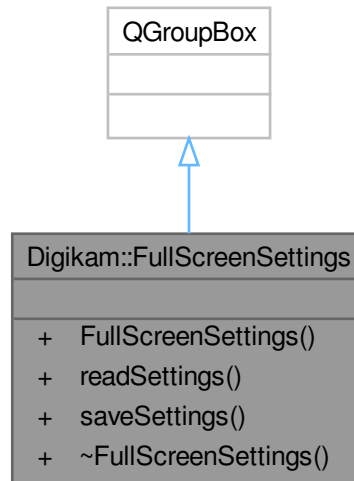 QGroupBox
Digikam::FullScreenSettings
+ FullScreenSettings()
+ readSettings()
+ saveSettings()
+ ~FullScreenSettings()